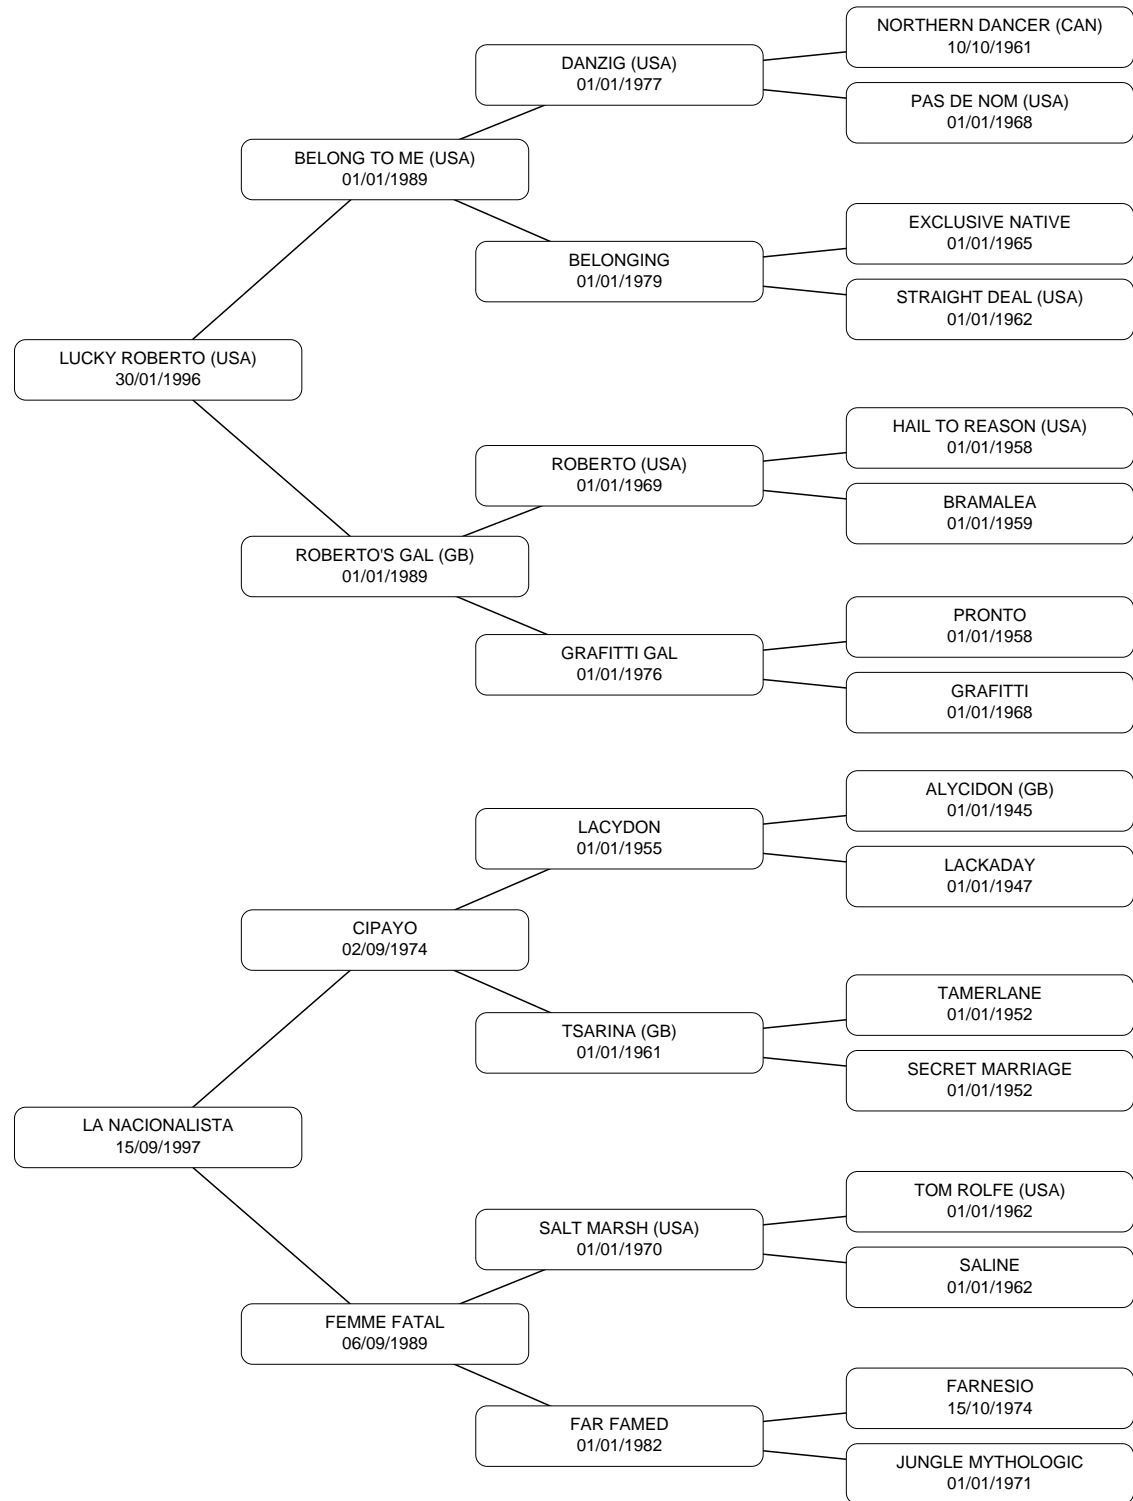 NORTHERN DANCER (CAN)
10/10/1961
DANZIG (USA)
01/01/1977
PAS DE NOM (USA)
01/01/1968
BELONG TO ME (USA)
01/01/1989
EXCLUSIVE NATIVE
01/01/1965
BELONGING
01/01/1979
STRAIGHT DEAL (USA)
01/01/1962
LUCKY ROBERTO (USA)
30/01/1996
HAIL TO REASON (USA)
01/01/1958
ROBERTO (USA)
01/01/1969
BRAMALEA
01/01/1959
ROBERTO'S GAL (GB)
01/01/1989
PRONTO
01/01/1958
GRAFITTI GAL
01/01/1976
GRAFITTI
01/01/1968
ALYCIDON (GB)
01/01/1945
LACYDON
01/01/1955
LACKADAY
01/01/1947
CIPAYO
02/09/1974
TAMERLANE
01/01/1952
TSARINA (GB)
01/01/1961
SECRET MARRIAGE
01/01/1952
LA NACIONALISTA
15/09/1997
TOM ROLFE (USA)
01/01/1962
SALT MARSH (USA)
01/01/1970
SALINE
01/01/1962
FEMME FATAL
06/09/1989
FARNESIO
15/10/1974
FAR FAMED
01/01/1982
JUNGLE MYTHOLOGIC
01/01/1971